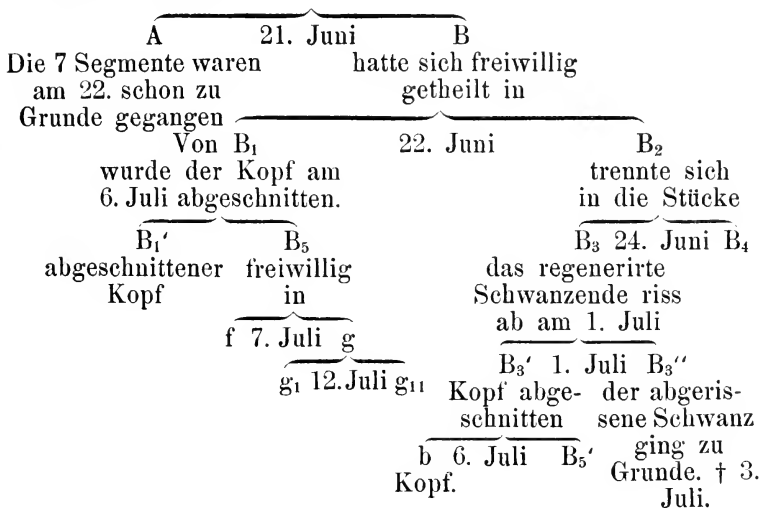 A 21. Juni B
Die 7 Segmente waren hatte sich freiwillig
am 22. schon zu getheilt in
Grunde gegangen
Von B₁ 22. Juni B₂
wurde der Kopf am trennte sich
6. Juli abgeschnitten. in die Stücke
B₁′ B₅ B₃ 24. Juni B₄
abgeschnittener freiwillig das regenerirte
Kopf in Schwanzende riss
ab am 1. Juli
f 7. Juli g
B₃′ 1. Juli B₃′′
g₁ 12. Juli g₁₁ Kopf abge- der abgeris-
schnitten sene Schwanz
b 6. Juli B₅′ ging zu
Kopf. Grunde. † 3.
Juli.